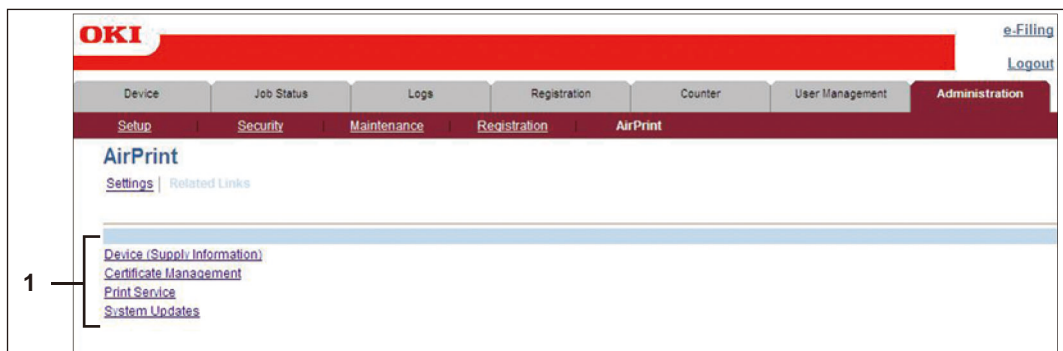 OKI
e-Filing
Logout
Device Job Status Logs Registration Counter User Management Administration
Setup Security Maintenance Registration AirPrint
AirPrint
Settings Related Links
Device (Supply Information)
Certificate Management
1
Print Service
System Updates